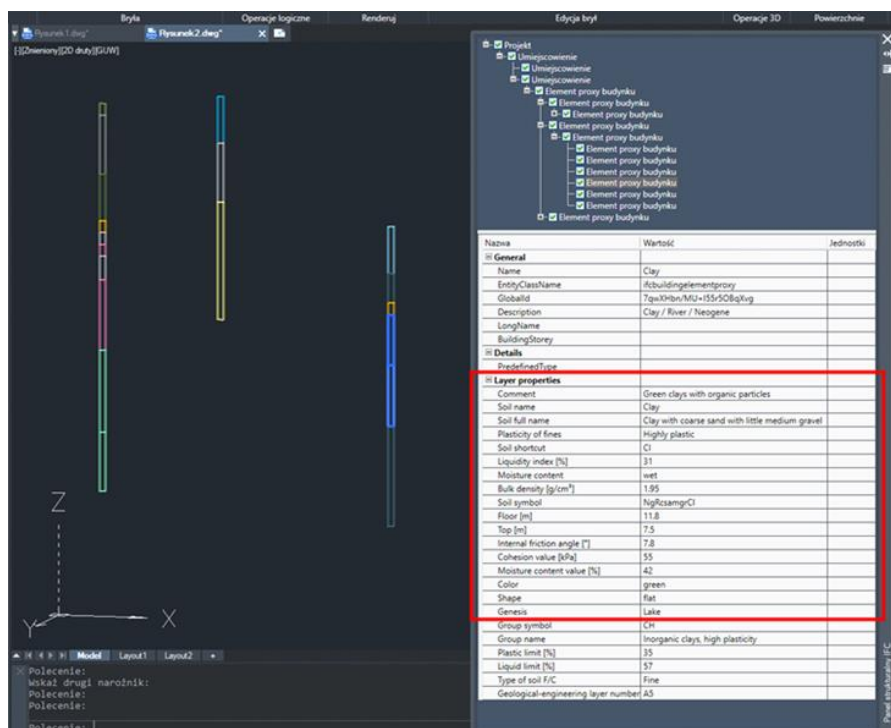 Bryła Operacje logiczne Renderuj Edycja brył Operacje 3D Powierzchnie
Rysunek1.dwg* Rysunek2.dwg*
[-][Zmieniony][2D druty][GUW]
Projekt
Umiejscowienie
Umiejscowienie
Umiejscowienie
Element proxy budynku
Element proxy budynku
Element proxy budynku
Element proxy budynku
Element proxy budynku
Element proxy budynku
Element proxy budynku
Element proxy budynku
Element proxy budynku
Element proxy budynku
Element proxy budynku
Element proxy budynku
Nazwa Wartość Jednostki
General
Name Clay
EntityClassName ifcbuildingelementproxy
GlobalId 7qwXHbn/MU+I55r5OBqXvg
Description Clay / River / Neogene
LongName
BuildingStorey
Details
PredefinedType
Layer properties
Comment Green clays with organic particles
Soil name Clay
Soil full name Clay with coarse sand with little medium gravel
Plasticity of fines Highly plastic
Soil shortcut Cl
Liquidity index [%] 31
Moisture content wet
Bulk density [g/cm³] 1.95
Soil symbol NgRcsamgrCl
Floor [m] 11.8
Top [m] 7.5
Internal friction angle [°] 7.8
Cohesion value [kPa] 55
Moisture content value [%] 42
Color green
Shape flat
Genesis Lake
Group symbol CH
Group name Inorganic clays, high plasticity
Plastic limit [%] 35
Liquid limit [%] 57
Type of soil F/C Fine
Geological-engineering layer number A5
Z
Y X
Model Layout1 Layout2 +
Polecenie:
Wskaż drugi narożnik:
Polecenie:
Polecenie:
Polecenie:
Panel strukturalny IFC